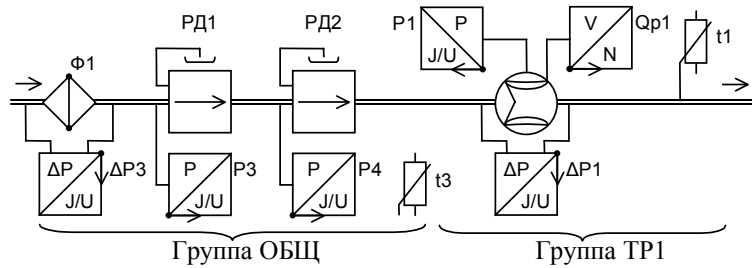 РД1 РД2 P1 P V Qp1
Ф1 J/U N t1
ΔP ΔP3 P P3 P P4 t3 ΔP ΔP1
J/U J/U J/U J/U
Группа ОБЩ Группа ТР1